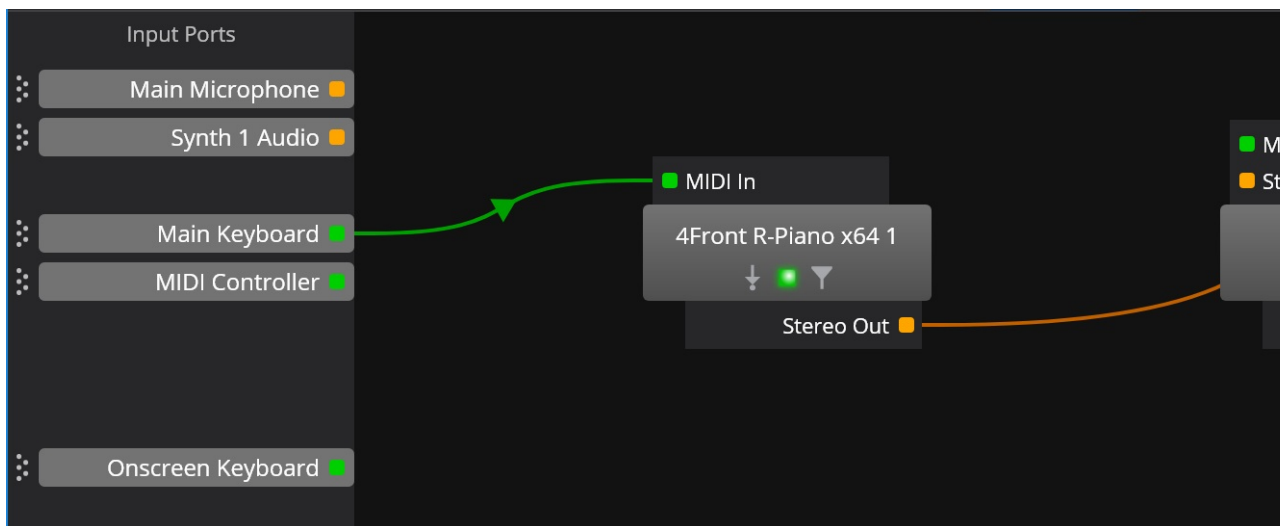 Input Ports
Main Microphone
Synth 1 Audio
Main Keyboard
MIDI Controller
Onscreen Keyboard
MIDI In
4Front R-Piano x64 1
Stereo Out
M
St